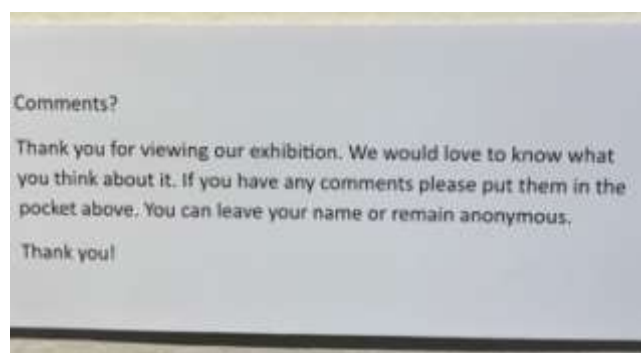 Comments?
Thank you for viewing our exhibition. We would love to know what
you think about it. If you have any comments please put them in the
pocket above. You can leave your name or remain anonymous.
Thank you!